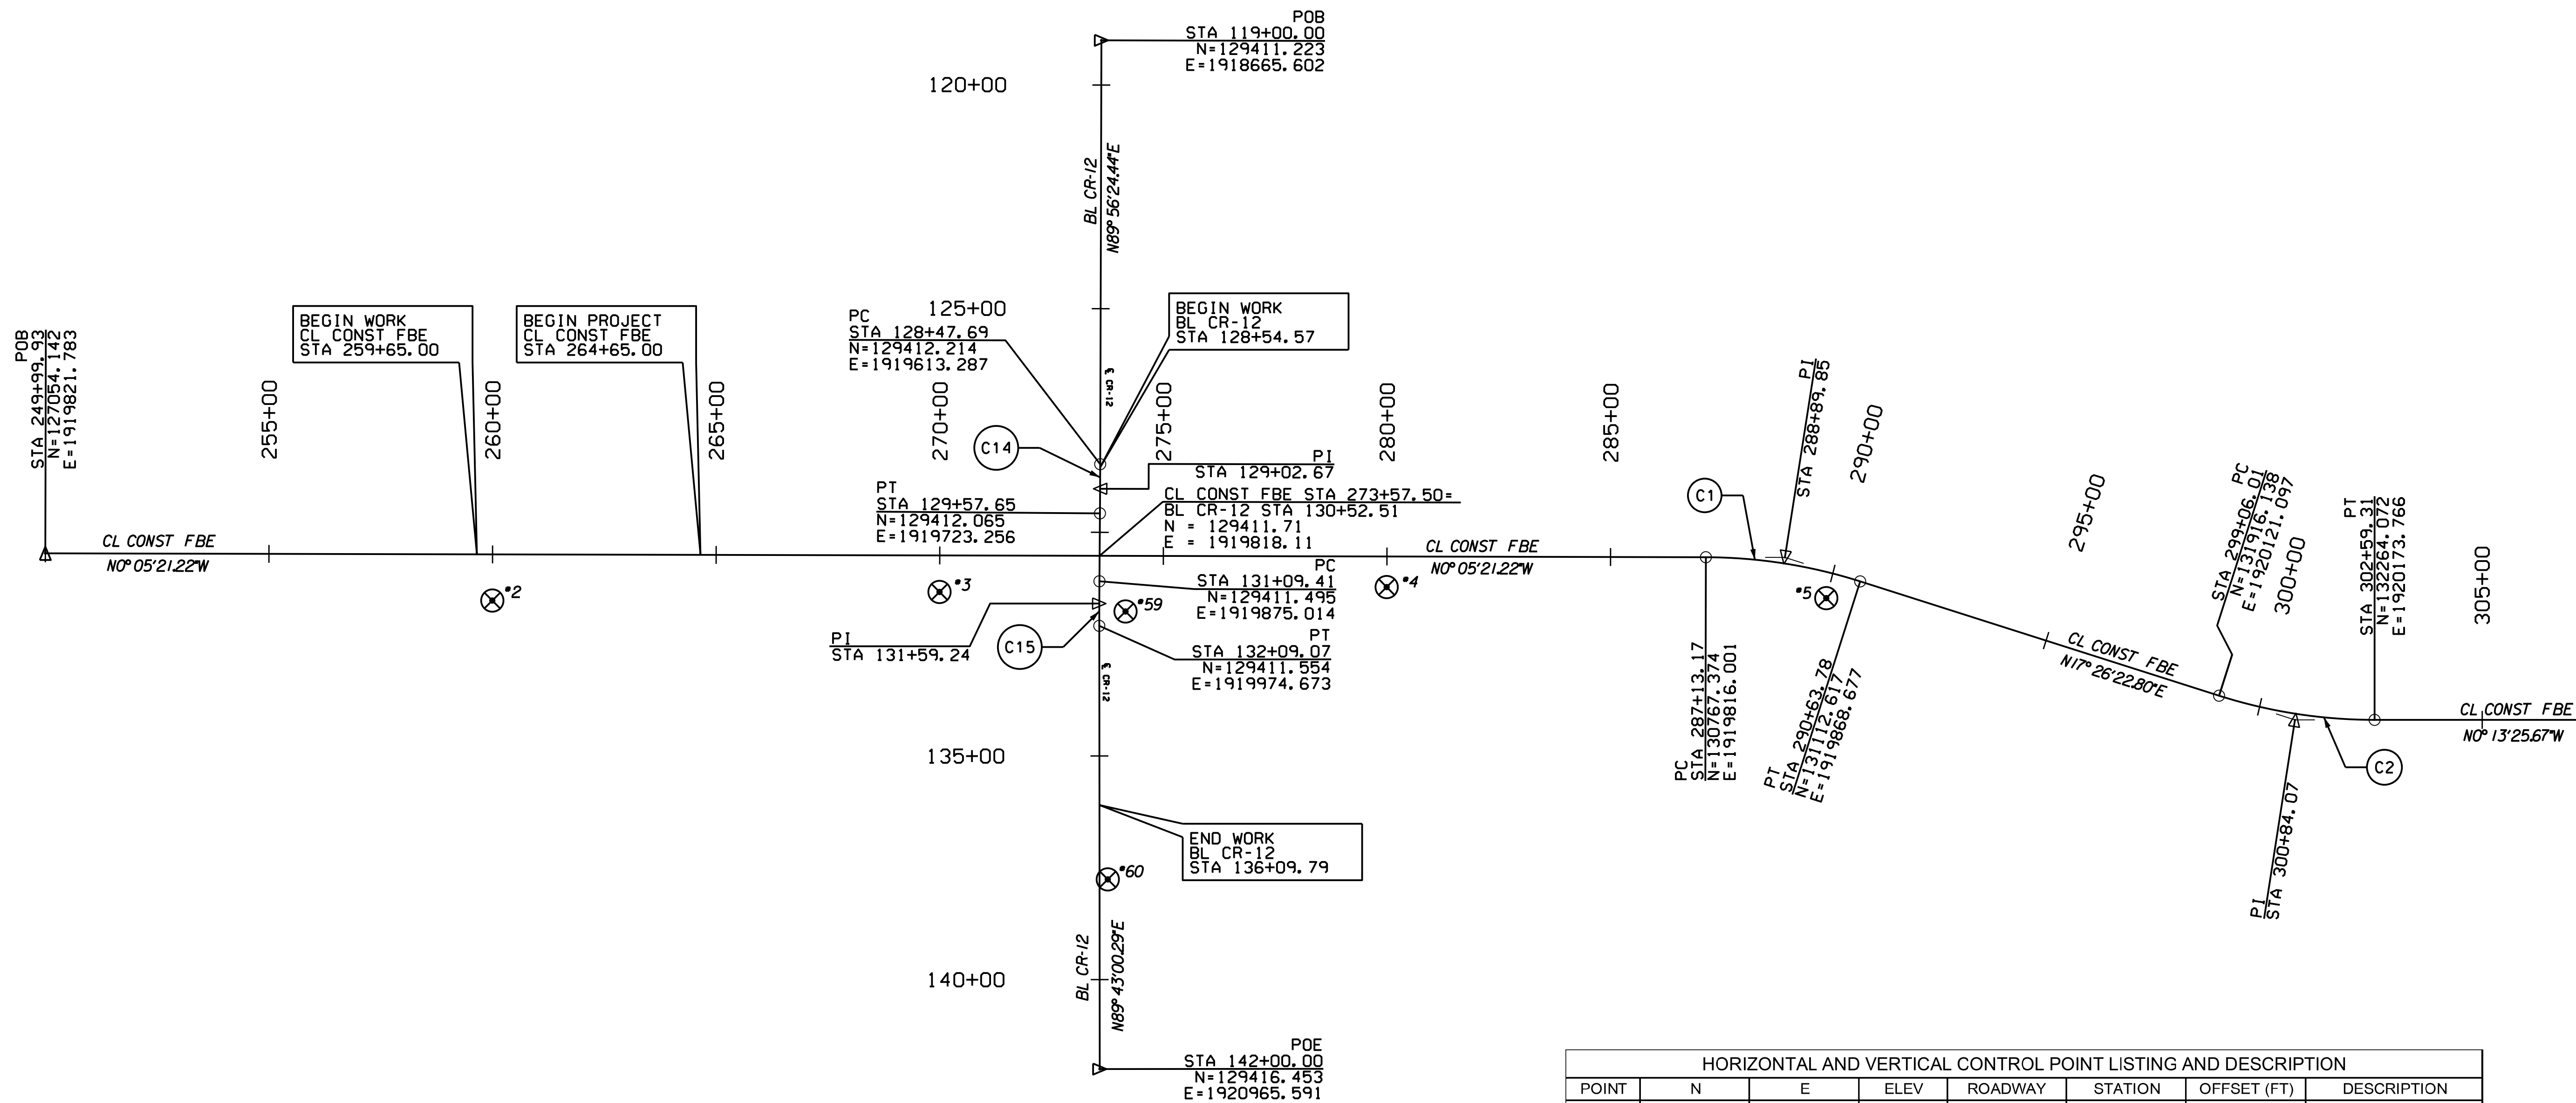 POB
STA 119+00.00
N=129411.223
E=1918665.602
120+00
BL CR-12
N89° 56'24.44"E
125+00
POB
STA 249+99.93
N=127054.142
E=1919821.783
CL CONST FBE
N0° 05'21.22"W
255+00
BEGIN WORK
CL CONST FBE
STA 259+65.00
260+00
BEGIN PROJECT
CL CONST FBE
STA 264+65.00
265+00
PC
STA 128+47.69
N=129412.214
E=1919613.287
270+00
C14
BEGIN WORK
BL CR-12
STA 128+54.57
℄ CR-12
275+00
PI
STA 129+02.67
PT
STA 129+57.65
N=129412.065
E=1919723.256
CL CONST FBE STA 273+57.50=
BL CR-12 STA 130+52.51
N = 129411.71
E = 1919818.11
280+00
CL CONST FBE
N0° 05'21.22"W
285+00
C1
PI
STA 288+89.85
290+00
295+00
PC
STA 299+06.01
N=131916.138
E=1920121.097
300+00
PT
STA 302+59.31
N=132264.072
E=1920173.766
305+00
#2
#3
#59
#4
#5
PC
STA 131+09.41
N=129411.495
E=1919875.014
PI
STA 131+59.24
C15
PT
STA 132+09.07
N=129411.554
E=1919974.673
℄ CR-12
PC
STA 287+13.17
N=130767.374
E=1919816.001
PT
STA 290+63.78
N=131112.617
E=1919868.677
CL CONST FBE
N17° 26'22.80"E
CL CONST FBE
N0° 13'25.67"W
C2
PI
STA 300+84.07
135+00
END WORK
BL CR-12
STA 136+09.79
#60
BL CR-12
N89° 43'00.29"E
140+00
POE
STA 142+00.00
N=129416.453
E=1920965.591
HORIZONTAL AND VERTICAL CONTROL POINT LISTING AND DESCRIPTION
POINT N E ELEV ROADWAY STATION OFFSET (FT) DESCRIPTION